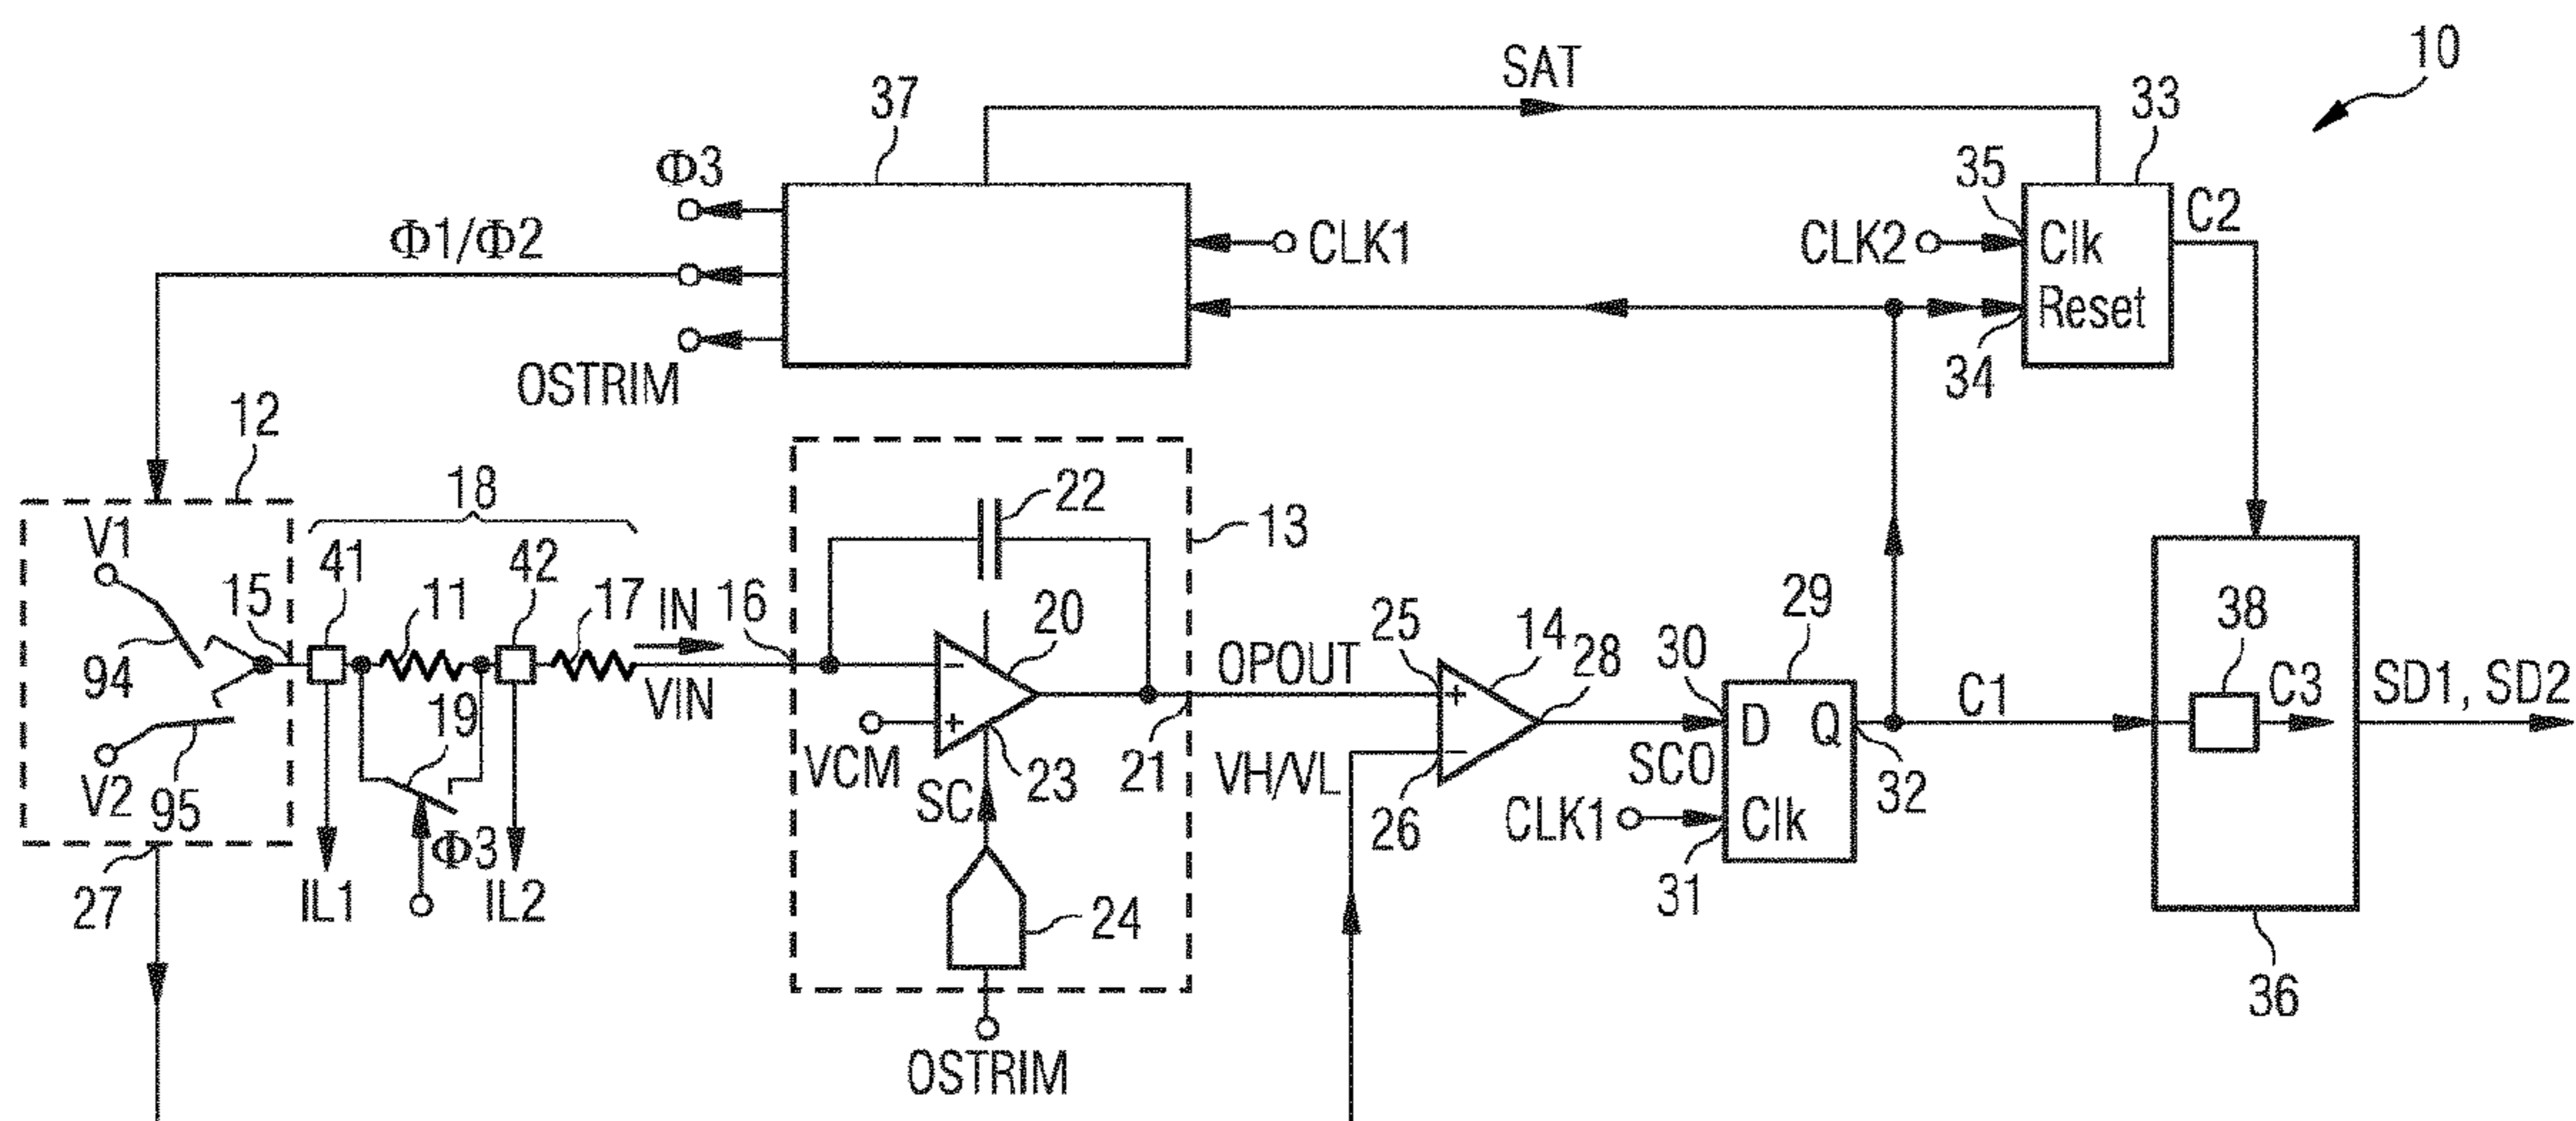 10
SAT
37
33
Φ3
35
C2
Φ1/Φ2
CLK1
CLK2
Clk
Reset
34
OSTRIM
12
18
22
13
V1
41
42
15
11
17
IN
16
20
29
38
94
19
VIN
OPOUT
25
14
28
30
C1
C3
SD1, SD2
V2
95
VCM
SC
23
21
VH/VL
26
SCO
D
Q
32
CLK1
Clk
Φ3
27
IL1
IL2
24
31
36
OSTRIM